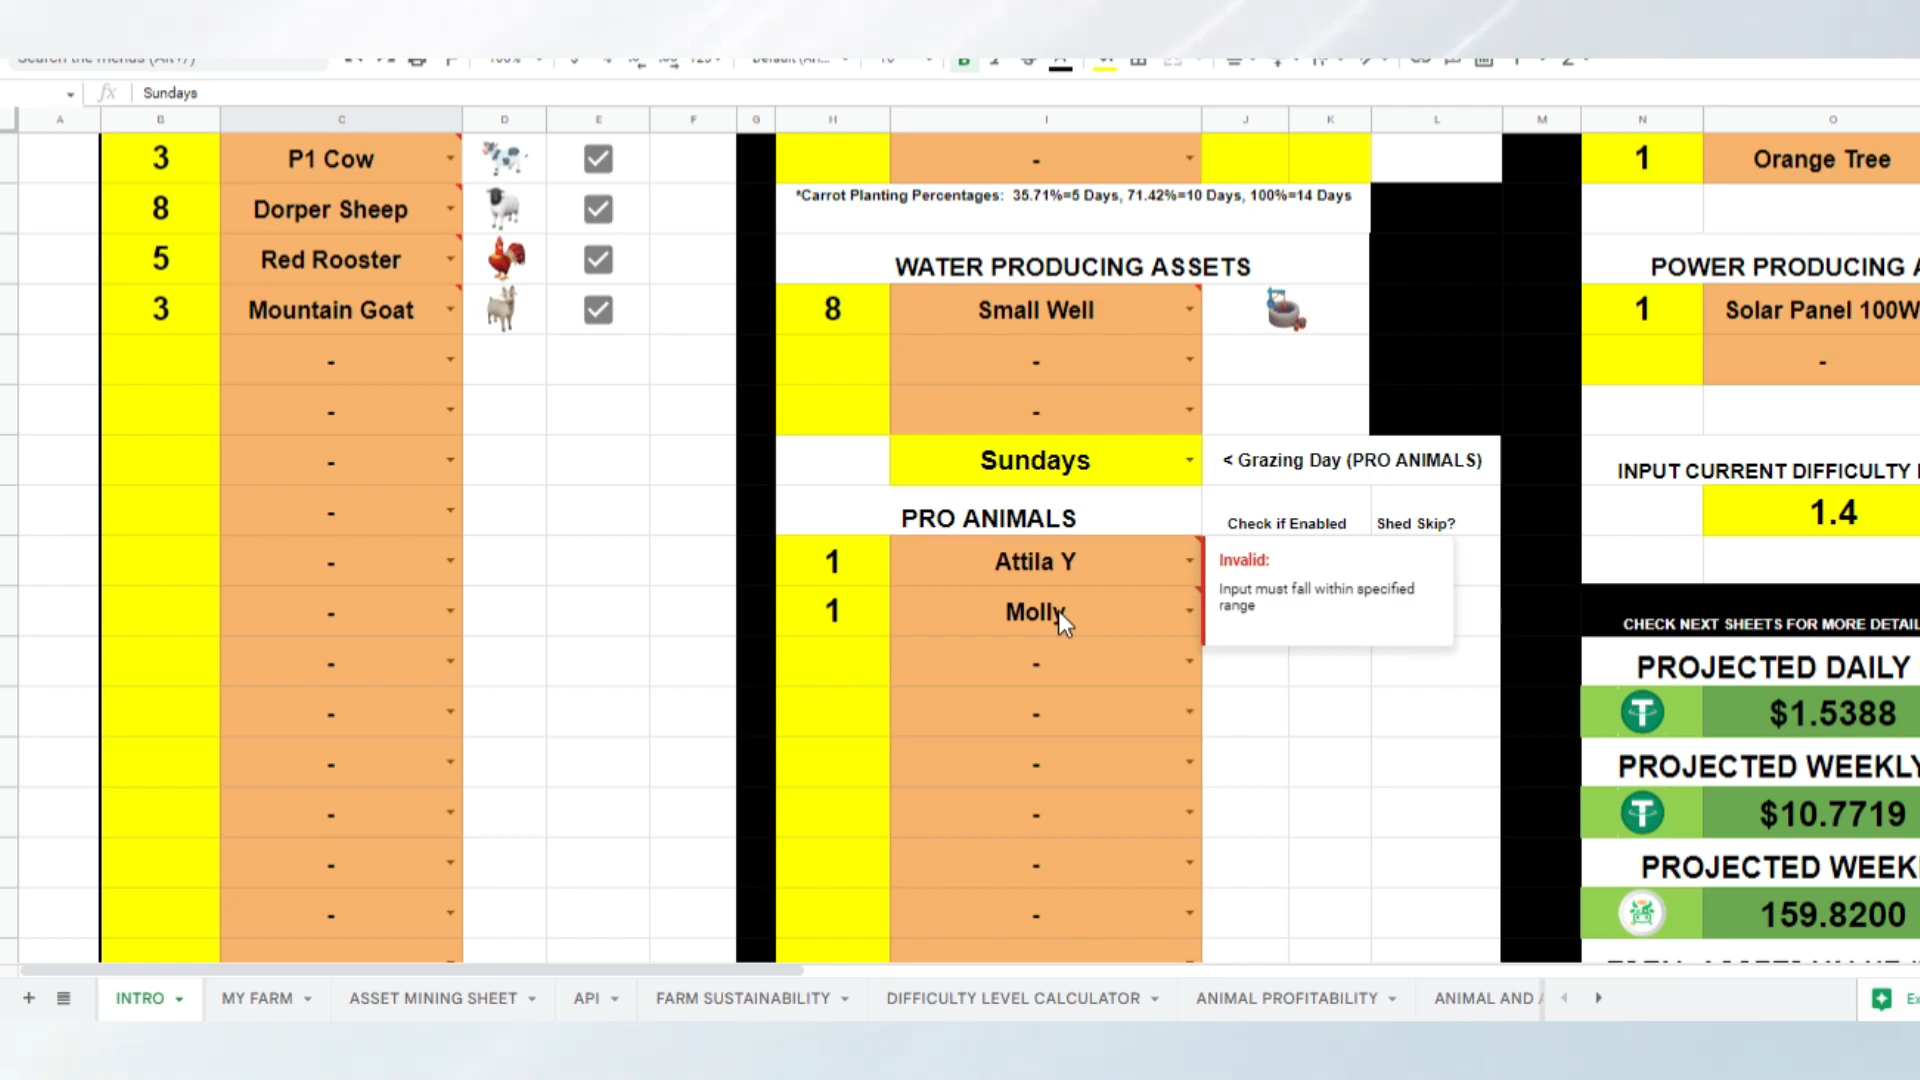 Search the menus (Alt+/)
Sundays
A B C D E F G H I J K L M N O
3 P1 Cow
8 Dorper Sheep
5 Red Rooster
3 Mountain Goat
-
-
-
-
-
-
-
-
-
-
-
-
-
*Carrot Planting Percentages: 35.71%=5 Days, 71.42%=10 Days, 100%=14 Days
WATER PRODUCING ASSETS
8 Small Well
-
-
Sundays < Grazing Day (PRO ANIMALS)
PRO ANIMALS Check if Enabled Shed Skip?
1 Attila Y
1 Molly
Invalid:
Input must fall within specified
range
-
-
-
-
-
-
1 Orange Tree
POWER PRODUCING A
1 Solar Panel 100W
-
INPUT CURRENT DIFFICULTY
1.4
CHECK NEXT SHEETS FOR MORE DETAIL
PROJECTED DAILY
$1.5388
PROJECTED WEEKLY
$10.7719
PROJECTED WEEK
159.8200
INTRO MY FARM ASSET MINING SHEET API FARM SUSTAINABILITY DIFFICULTY LEVEL CALCULATOR ANIMAL PROFITABILITY ANIMAL AND